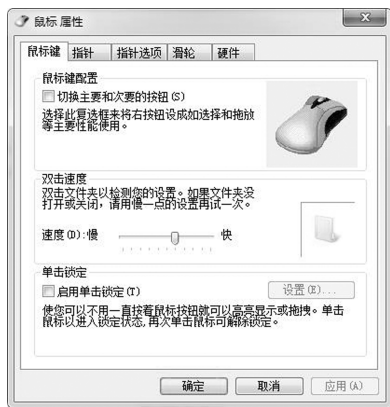 鼠标 属性
鼠标键 指针 指针选项 滑轮 硬件
鼠标键配置
切换主要和次要的按钮(S)
选择此复选框来将右按钮设成如选择和拖放
等主要性能使用。
双击速度
双击文件夹以检测您的设置。如果文件夹没
打开或关闭，请用慢一点的设置再试一次。
速度(D):慢 快
单击锁定
启用单击锁定(T) 设置(E)...
使您可以不用一直按着鼠标按钮就可以高亮显示或拖拽。单击
鼠标以进入锁定状态,再次单击鼠标可解除锁定。
确定 取消 应用(A)